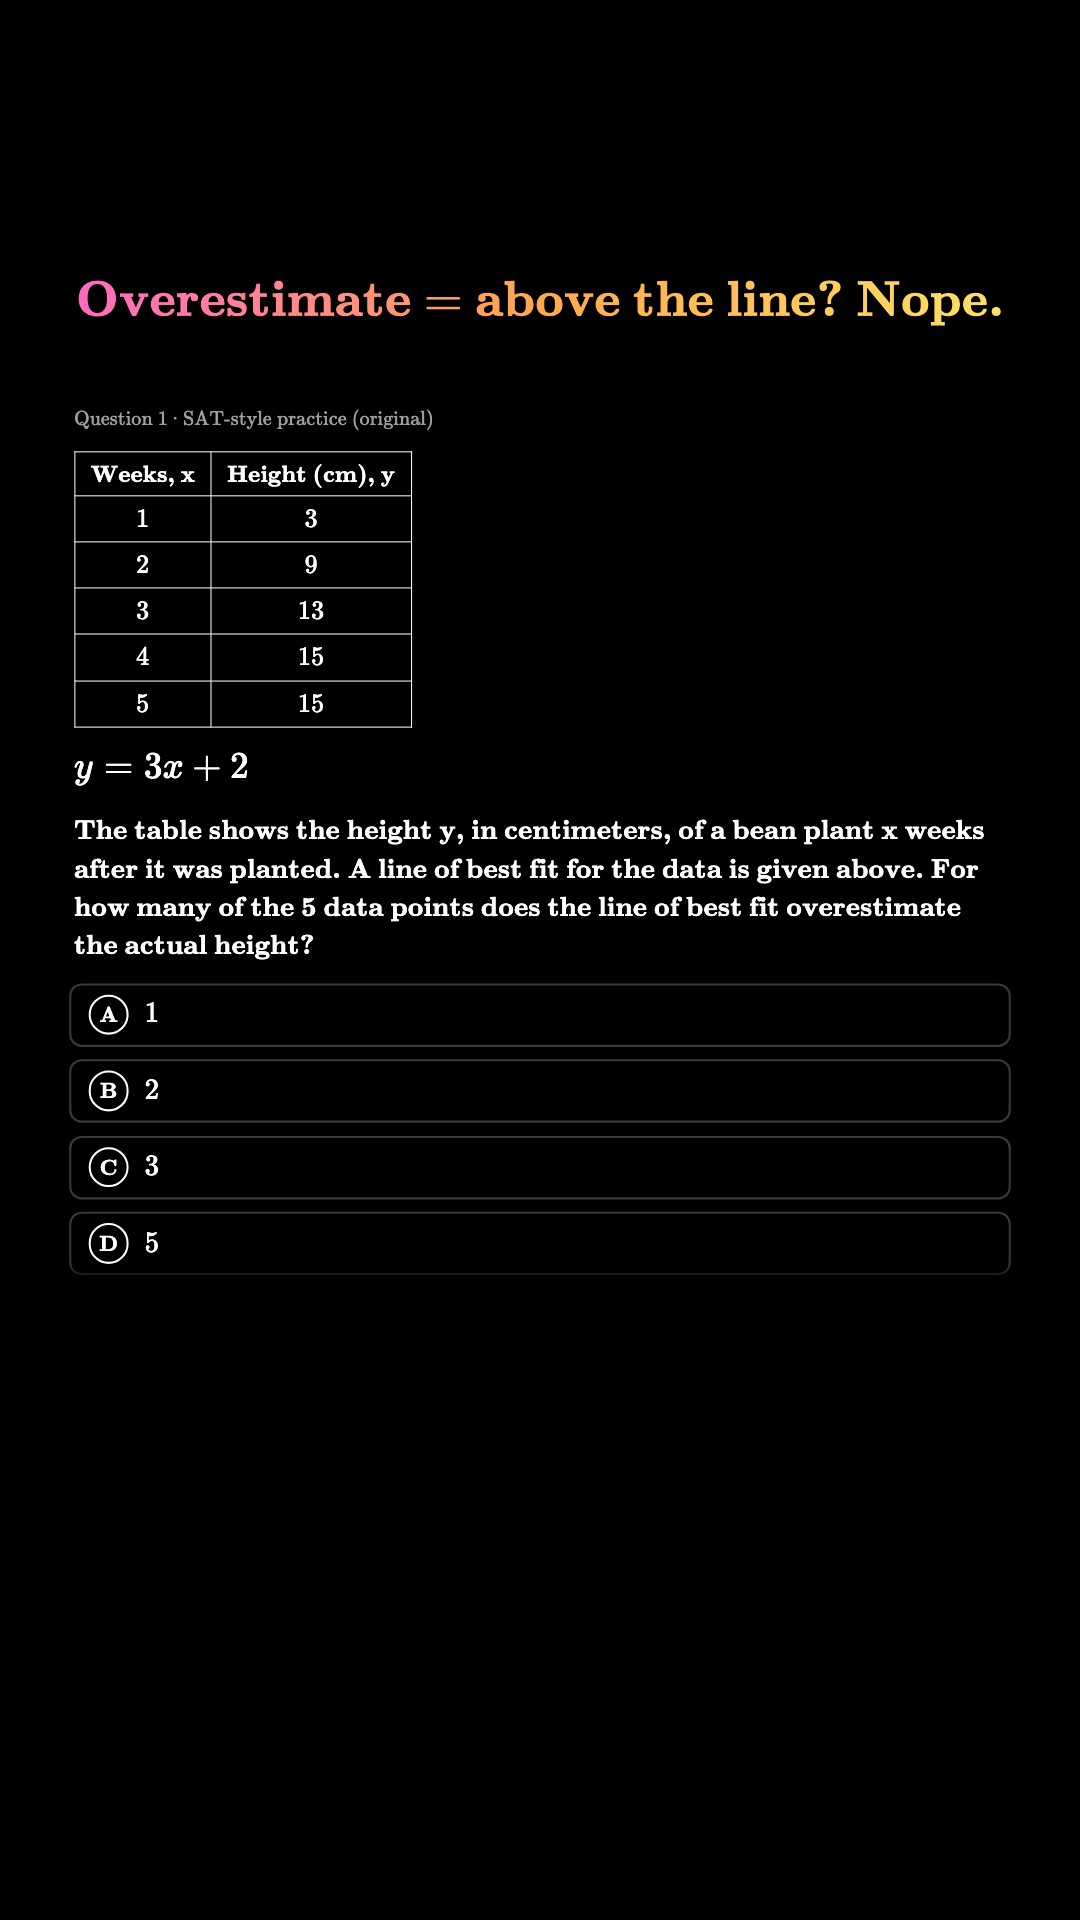 Overestimate = above the line? Nope.
Question 1 · SAT-style practice (original)
Weeks, x Height (cm), y
1 3
2 9
3 13
4 15
5 15
y = 3x + 2
The table shows the height y, in centimeters, of a bean plant x weeks
after it was planted. A line of best fit for the data is given above. For
how many of the 5 data points does the line of best fit overestimate
the actual height?
A 1
B 2
C 3
D 5